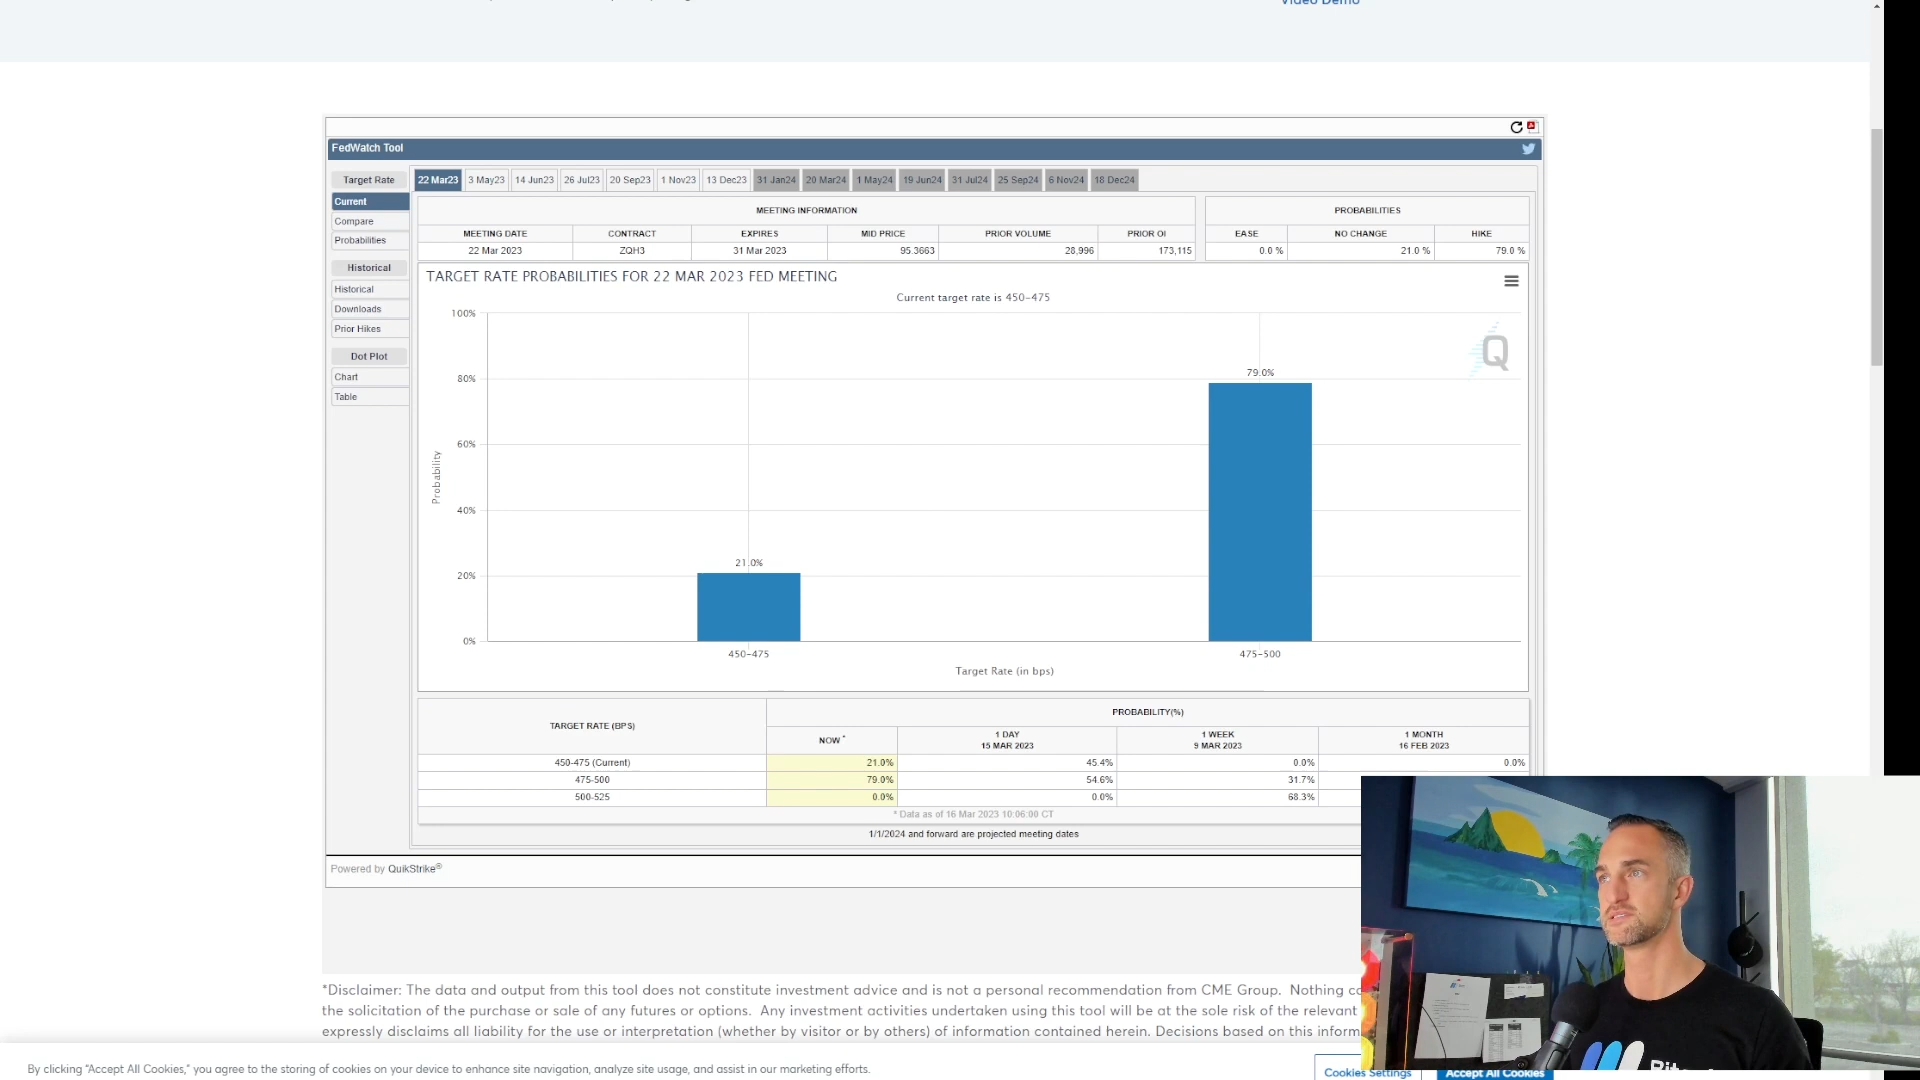 Video Demo
FedWatch Tool
Target Rate
Current
Compare
Probabilities
Historical
Historical
Downloads
Prior Hikes
Dot Plot
Chart
Table
22 Mar23 3 May23 14 Jun23 26 Jul23 20 Sep23 1 Nov23 13 Dec23 31 Jan24 20 Mar24 1 May24 19 Jun24 31 Jul24 25 Sep24 6 Nov24 18 Dec24
MEETING INFORMATION
MEETING DATE CONTRACT EXPIRES MID PRICE PRIOR VOLUME PRIOR OI
22 Mar 2023 ZQH3 31 Mar 2023 95.3663 28,996 173,115
PROBABILITIES
EASE NO CHANGE HIKE
0.0 % 21.0 % 79.0 %
TARGET RATE PROBABILITIES FOR 22 MAR 2023 FED MEETING
Current target rate is 450-475
Q
Probability
100%
80%
60%
40%
20%
0%
21.0%
79.0%
450-475 475-500
Target Rate (in bps)
TARGET RATE (BPS) PROBABILITY(%)
NOW * 1 DAY 15 MAR 2023 1 WEEK 9 MAR 2023 1 MONTH 16 FEB 2023
450-475 (Current) 21.0% 45.4% 0.0% 0.0%
475-500 79.0% 54.6% 31.7%
500-525 0.0% 0.0% 68.3%
* Data as of 16 Mar 2023 10:06:00 CT
1/1/2024 and forward are projected meeting dates
Powered by QuikStrike®
*Disclaimer: The data and output from this tool does not constitute investment advice and is not a personal recommendation from CME Group. Nothing
the solicitation of the purchase or sale of any futures or options. Any investment activities undertaken using this tool will be at the sole risk of the relevant
expressly disclaims all liability for the use or interpretation (whether by visitor or by others) of information contained herein. Decisions based on this
By clicking “Accept All Cookies,” you agree to the storing of cookies on your device to enhance site navigation, analyze site usage, and assist in our marketing efforts.
Cookies Settings
Accept All Cookies